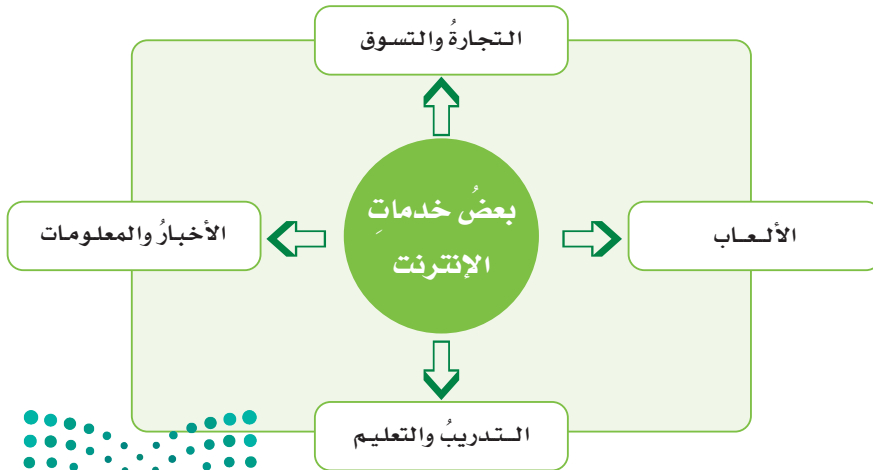 التجارةُ والتسوق
بعضُ خدماتِ
الإنترنت
الألعاب
الأخبارُ والمعلومات
التدريبُ والتعليم